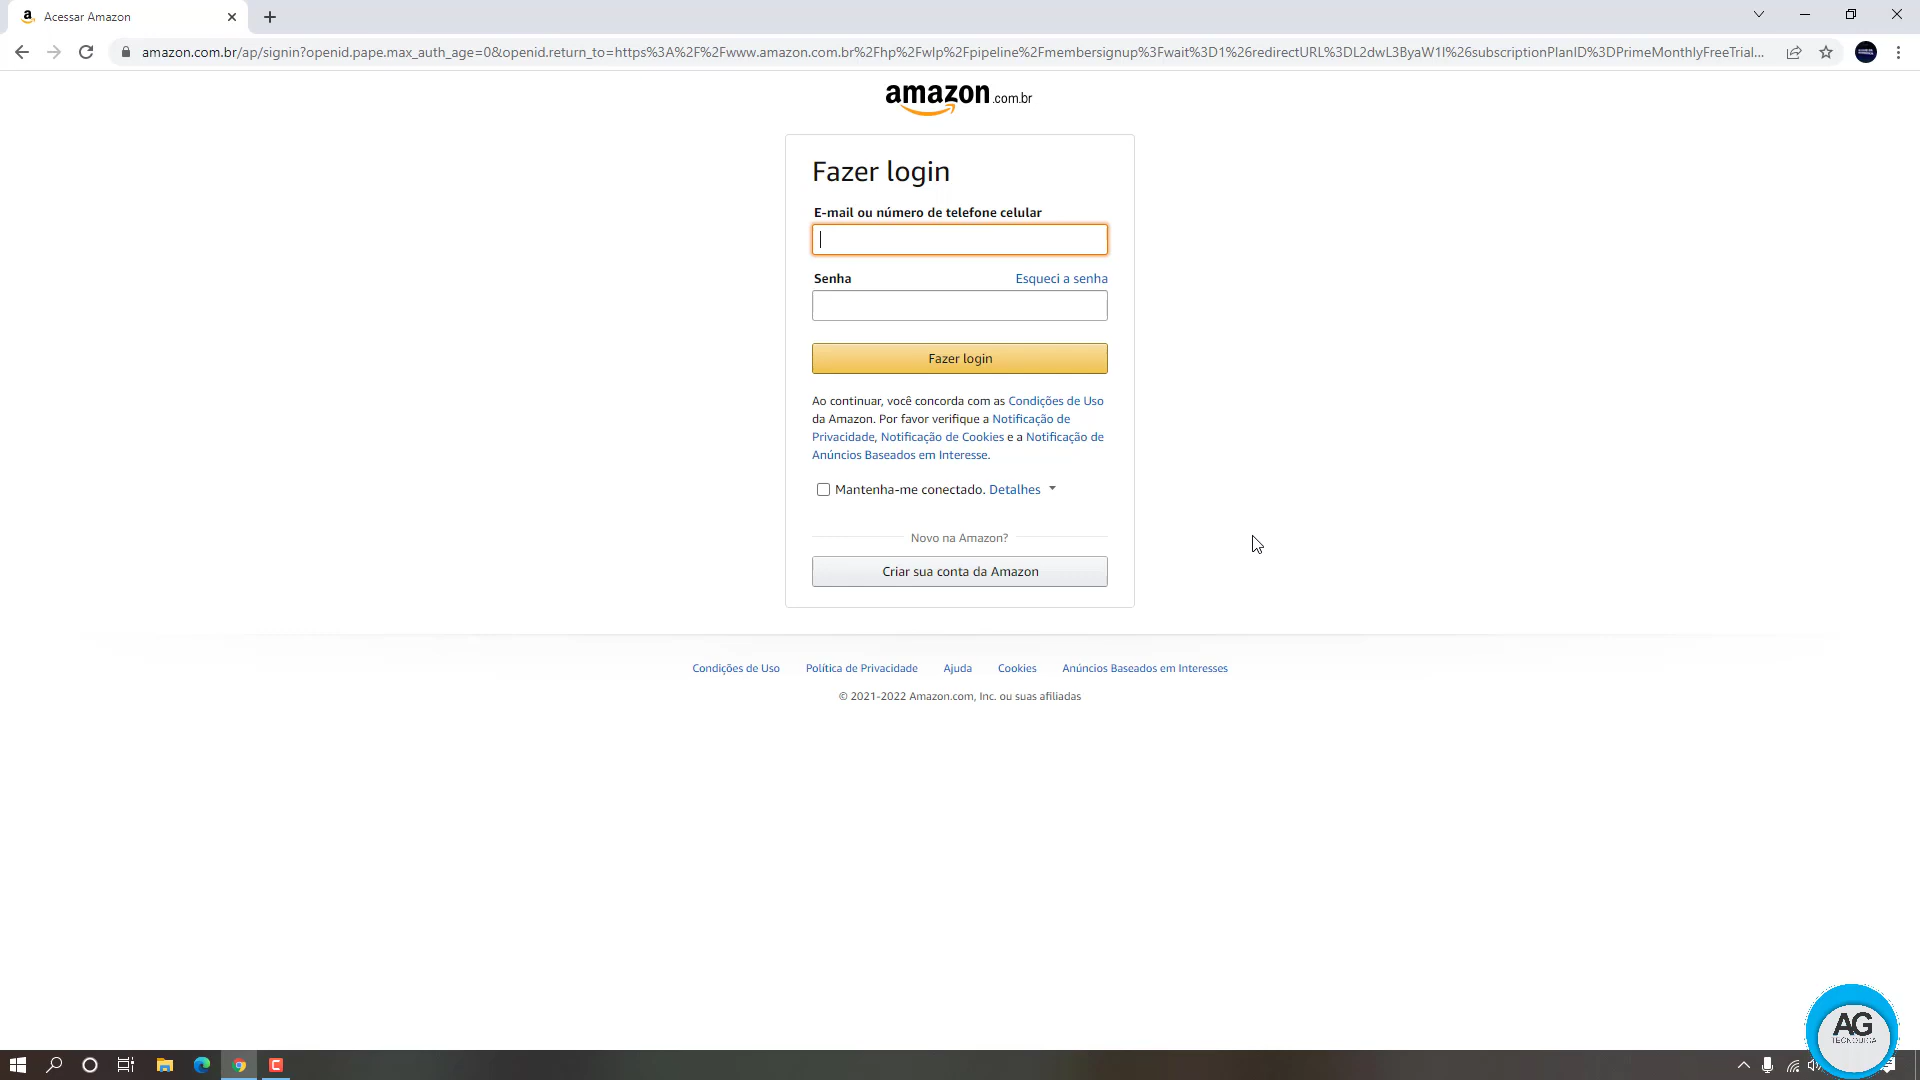 Acessar Amazon
amazon.com.br/ap/signin?openid.pape.max_auth_age=0&openid.return_to=https%3A%2F%2Fwww.amazon.com.br%2Fhp%2Fwlp%2Fpipeline%2Fmembersignup%3Fwait%3D1%26redirectURL%3DL2dwL3ByaW1l%26subscriptionPlanID%3DPrimeMonthlyFreeTrial...
amazon.com.br
Fazer login
E-mail ou número de telefone celular
Senha Esqueci a senha
Fazer login
Ao continuar, você concorda com as Condições de Uso
da Amazon. Por favor verifique a Notificação de
Privacidade, Notificação de Cookies e a Notificação de
Anúncios Baseados em Interesse.
Mantenha-me conectado. Detalhes
Novo na Amazon?
Criar sua conta da Amazon
Condições de Uso Política de Privacidade Ajuda Cookies Anúncios Baseados em Interesses
© 2021-2022 Amazon.com, Inc. ou suas afiliadas
AG